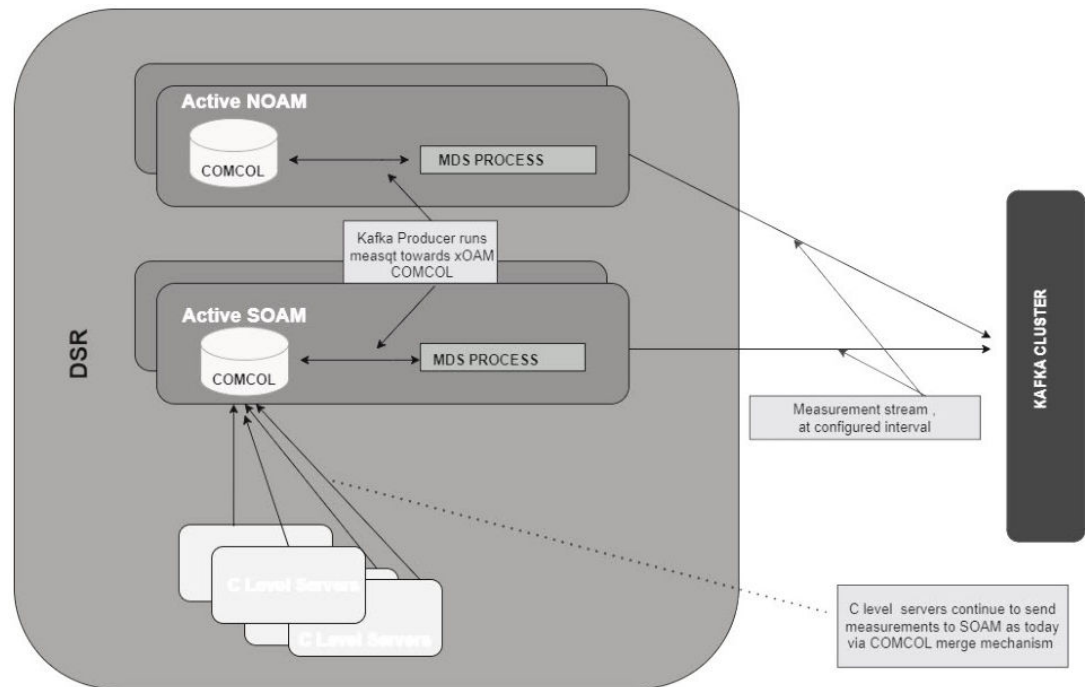 Active NOAM
COMCOL
MDS PROCESS
Kafka Producer runs
measqt towards xOAM
COMCOL
Active SOAM
COMCOL
MDS PROCESS
DSR
KAFKA CLUSTER
Measurement stream ,
at configured interval
C Level Servers
C Level Servers
C level servers continue to send
measurements to SOAM as today
via COMCOL merge mechanism